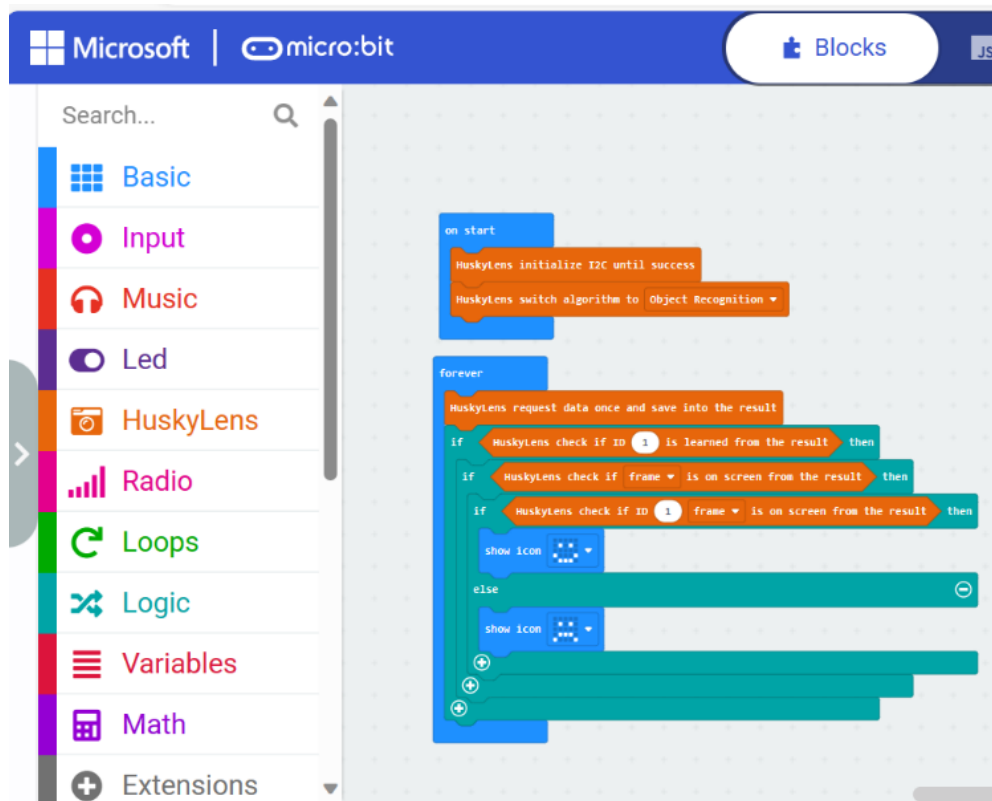 Microsoft | micro:bit
Blocks
JS
Search...
Basic
Input
Music
Led
HuskyLens
Radio
Loops
Logic
Variables
Math
Extensions
on start
HuskyLens initialize I2C until success
HuskyLens switch algorithm to Object Recognition
forever
HuskyLens request data once and save into the result
if HuskyLens check if ID 1 is learned from the result then
if HuskyLens check if frame is on screen from the result then
if HuskyLens check if ID 1 frame is on screen from the result then
show icon
else
show icon